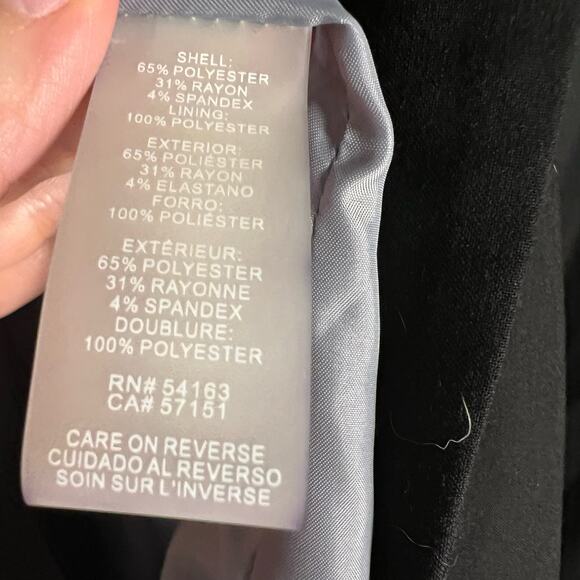 SHELL:
65% POLYESTER
31% RAYON
4% SPANDEX
LINING:
100% POLYESTER
EXTERIOR:
65% POLIÉSTER
31% RAYON
4% ELASTANO
FORRO:
100% POLIÉSTER
EXTÉRIEUR:
65% POLYESTER
31% RAYONNE
4% SPANDEX
DOUBLURE:
100% POLYESTER
RN# 54163
CA# 57151
CARE ON REVERSE
CUIDADO AL REVERSO
SOIN SUR L'INVERSE